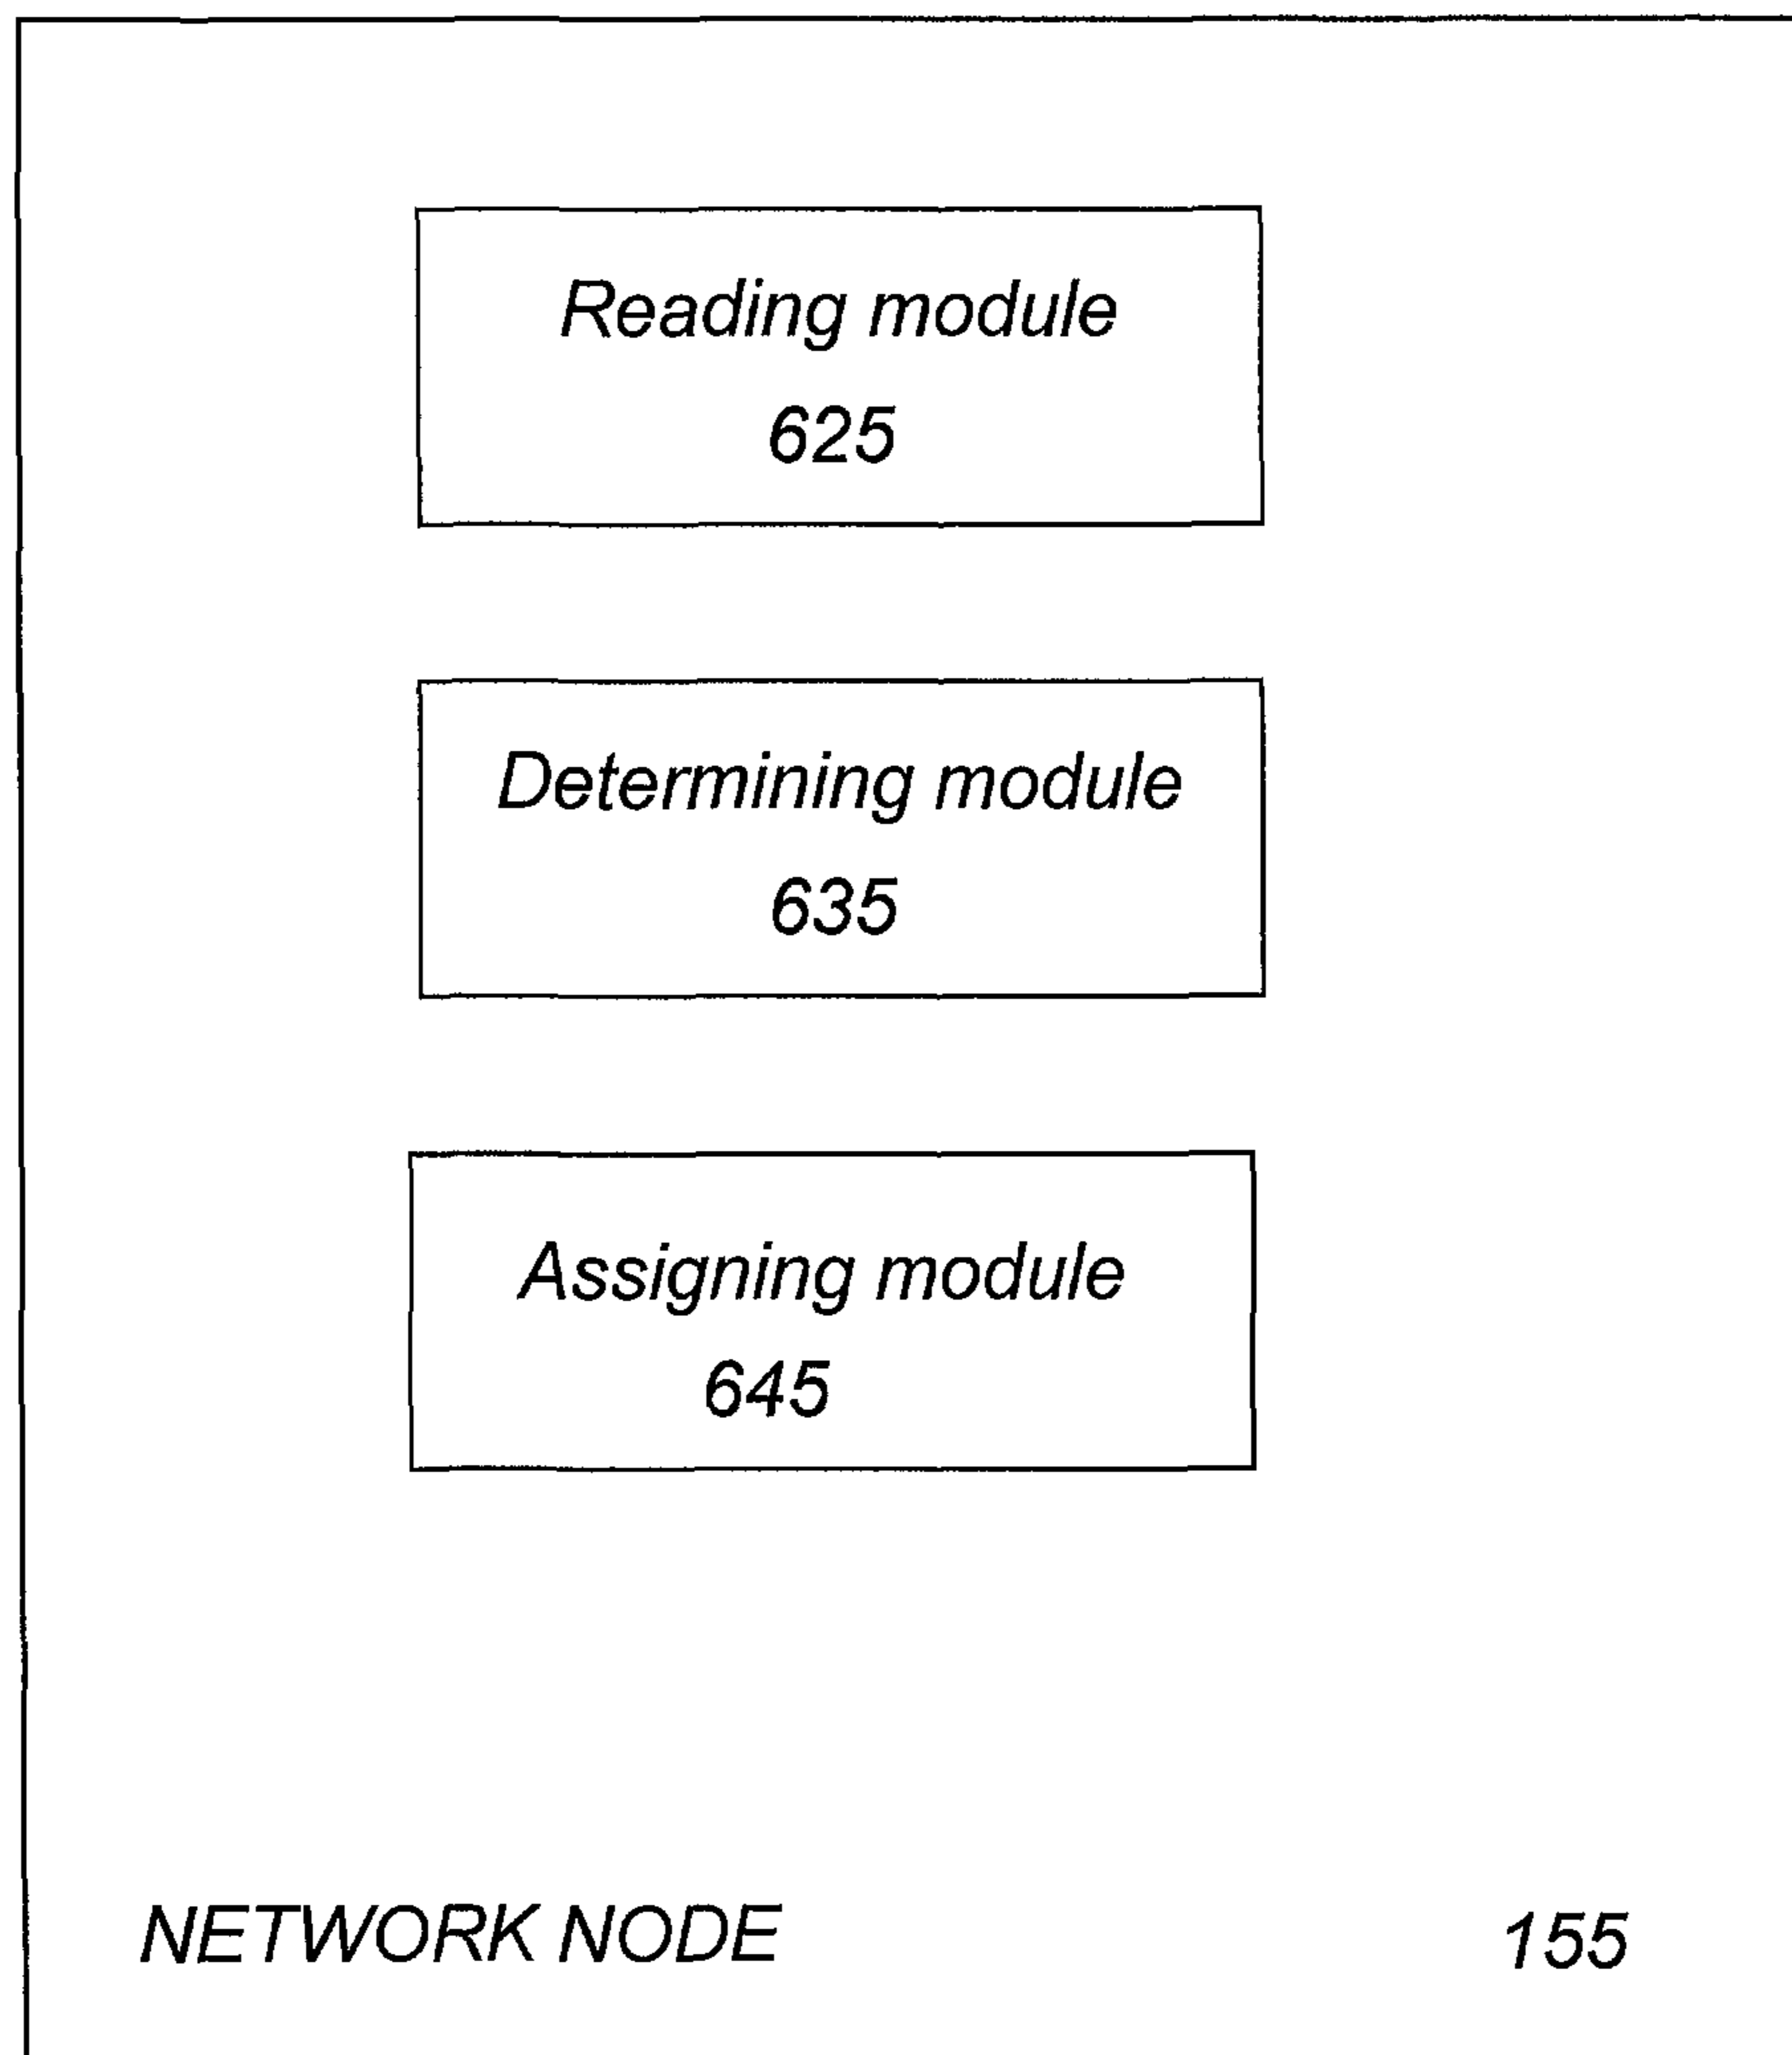 Reading module
625
Determining module
635
Assigning module
645
NETWORK NODE 155